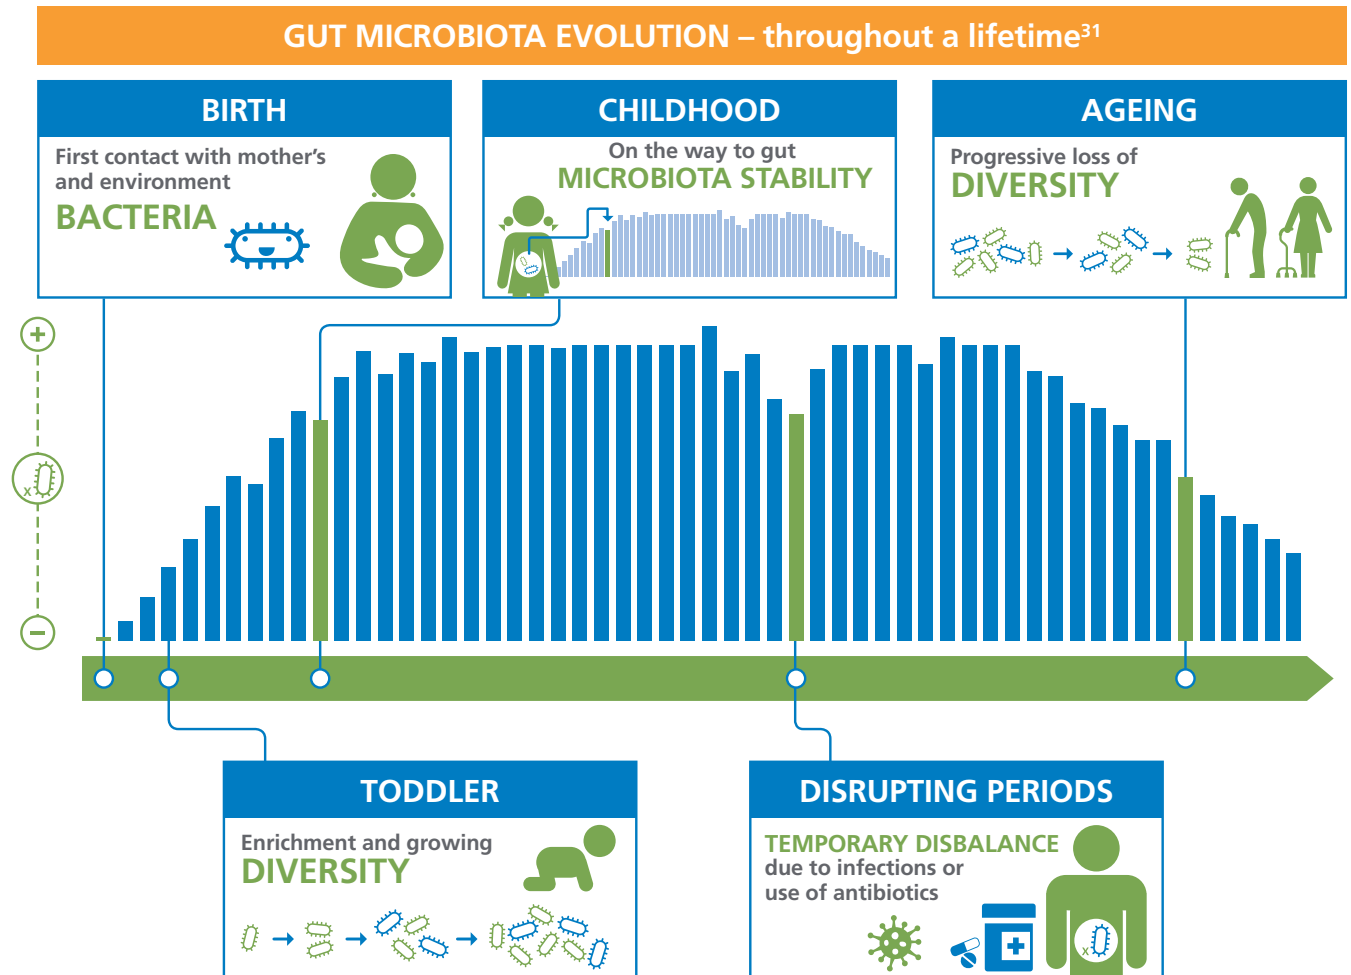 GUT MICROBIOTA EVOLUTION – throughout a lifetime31
BIRTH
First contact with mother’s
and environment
BACTERIA
CHILDHOOD
On the way to gut
MICROBIOTA STABILITY
AGEING
Progressive loss of
DIVERSITY
+
x
−
TODDLER
Enrichment and growing
DIVERSITY
DISRUPTING PERIODS
TEMPORARY DISBALANCE
due to infections or
use of antibiotics
x